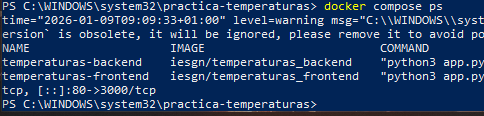 PS C:\WINDOWS\system32\practica-temperaturas> docker compose ps
time="2026-01-09T09:09:33+01:00" level=warning msg="C:\\WINDOWS\\syst
ersion` is obsolete, it will be ignored, please remove it to avoid po
NAME IMAGE COMMAND
temperaturas-backend iesgn/temperaturas_backend "python3 app.py
temperaturas-frontend iesgn/temperaturas_frontend "python3 app.py
tcp, [::]:80->3000/tcp
PS C:\WINDOWS\system32\practica-temperaturas>